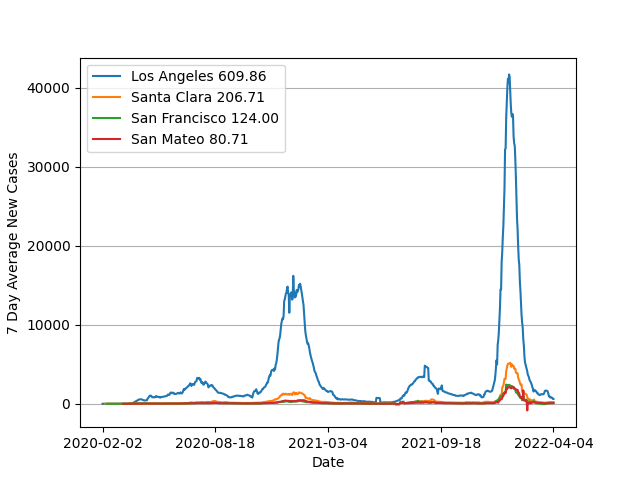 Los Angeles 609.86
Santa Clara 206.71
San Francisco 124.00
San Mateo 80.71
7 Day Average New Cases
40000
30000
20000
10000
0
2020-02-02 2020-08-18 2021-03-04 2021-09-18 2022-04-04
Date